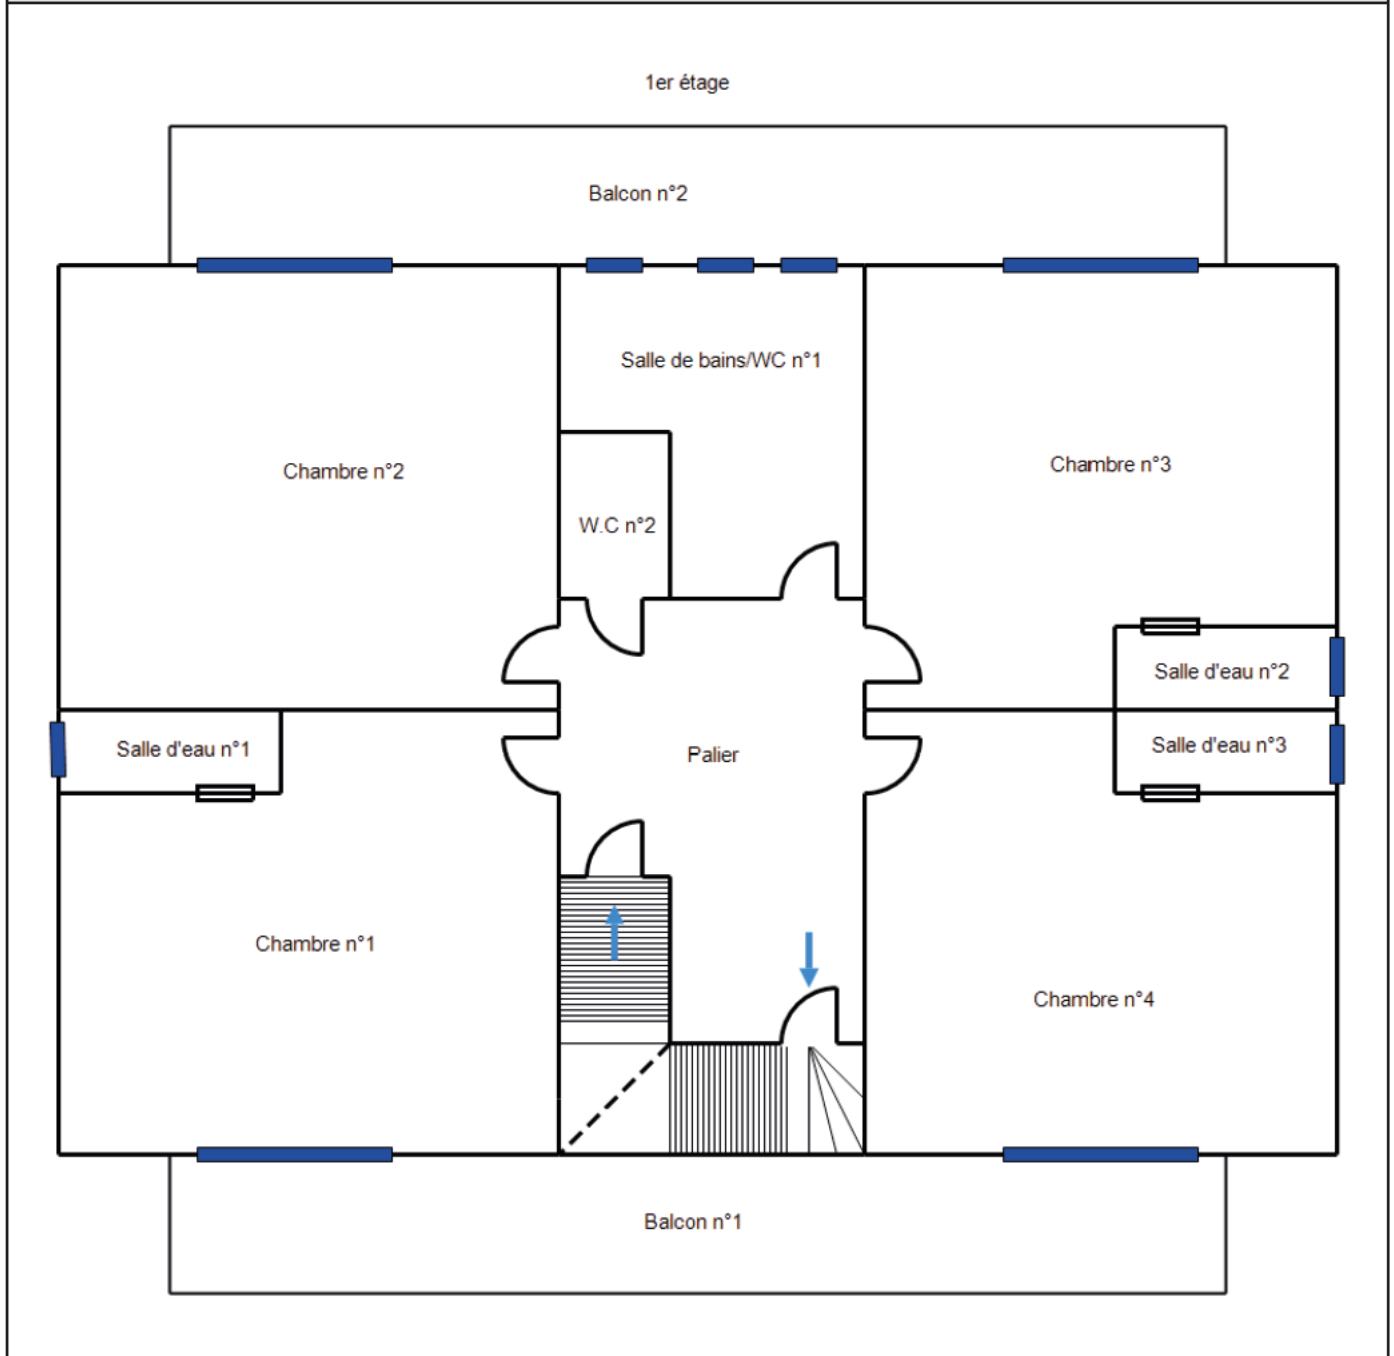 1er étage
Balcon n°2
Salle de bains/WC n°1
Chambre n°2
Chambre n°3
W.C n°2
Salle d'eau n°2
Salle d'eau n°1
Palier
Salle d'eau n°3
Chambre n°1
Chambre n°4
Balcon n°1